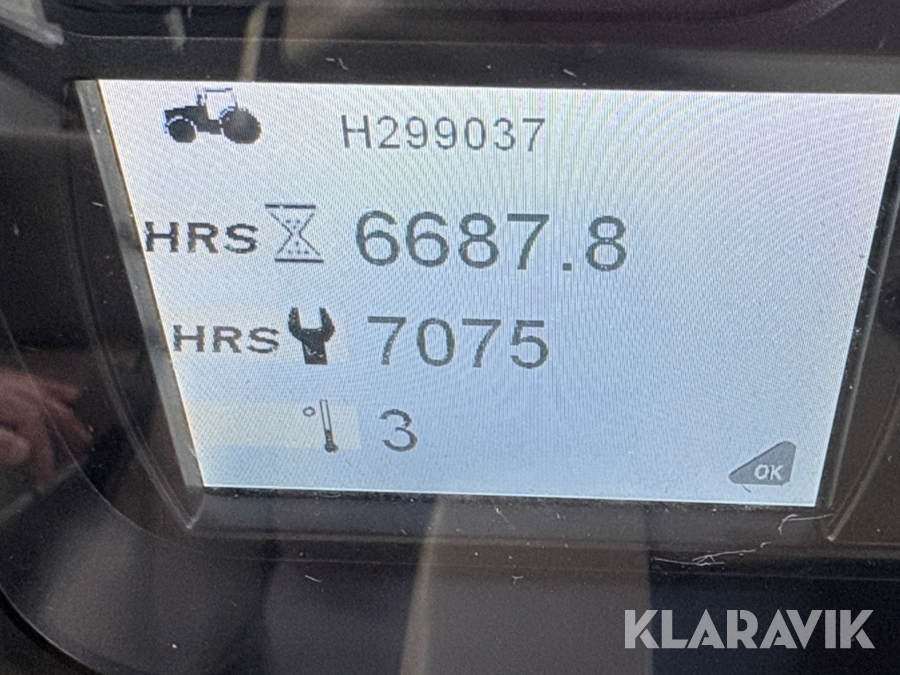 H299037
HRS 6687.8
HRS 7075
3
OK
KLARAVIK